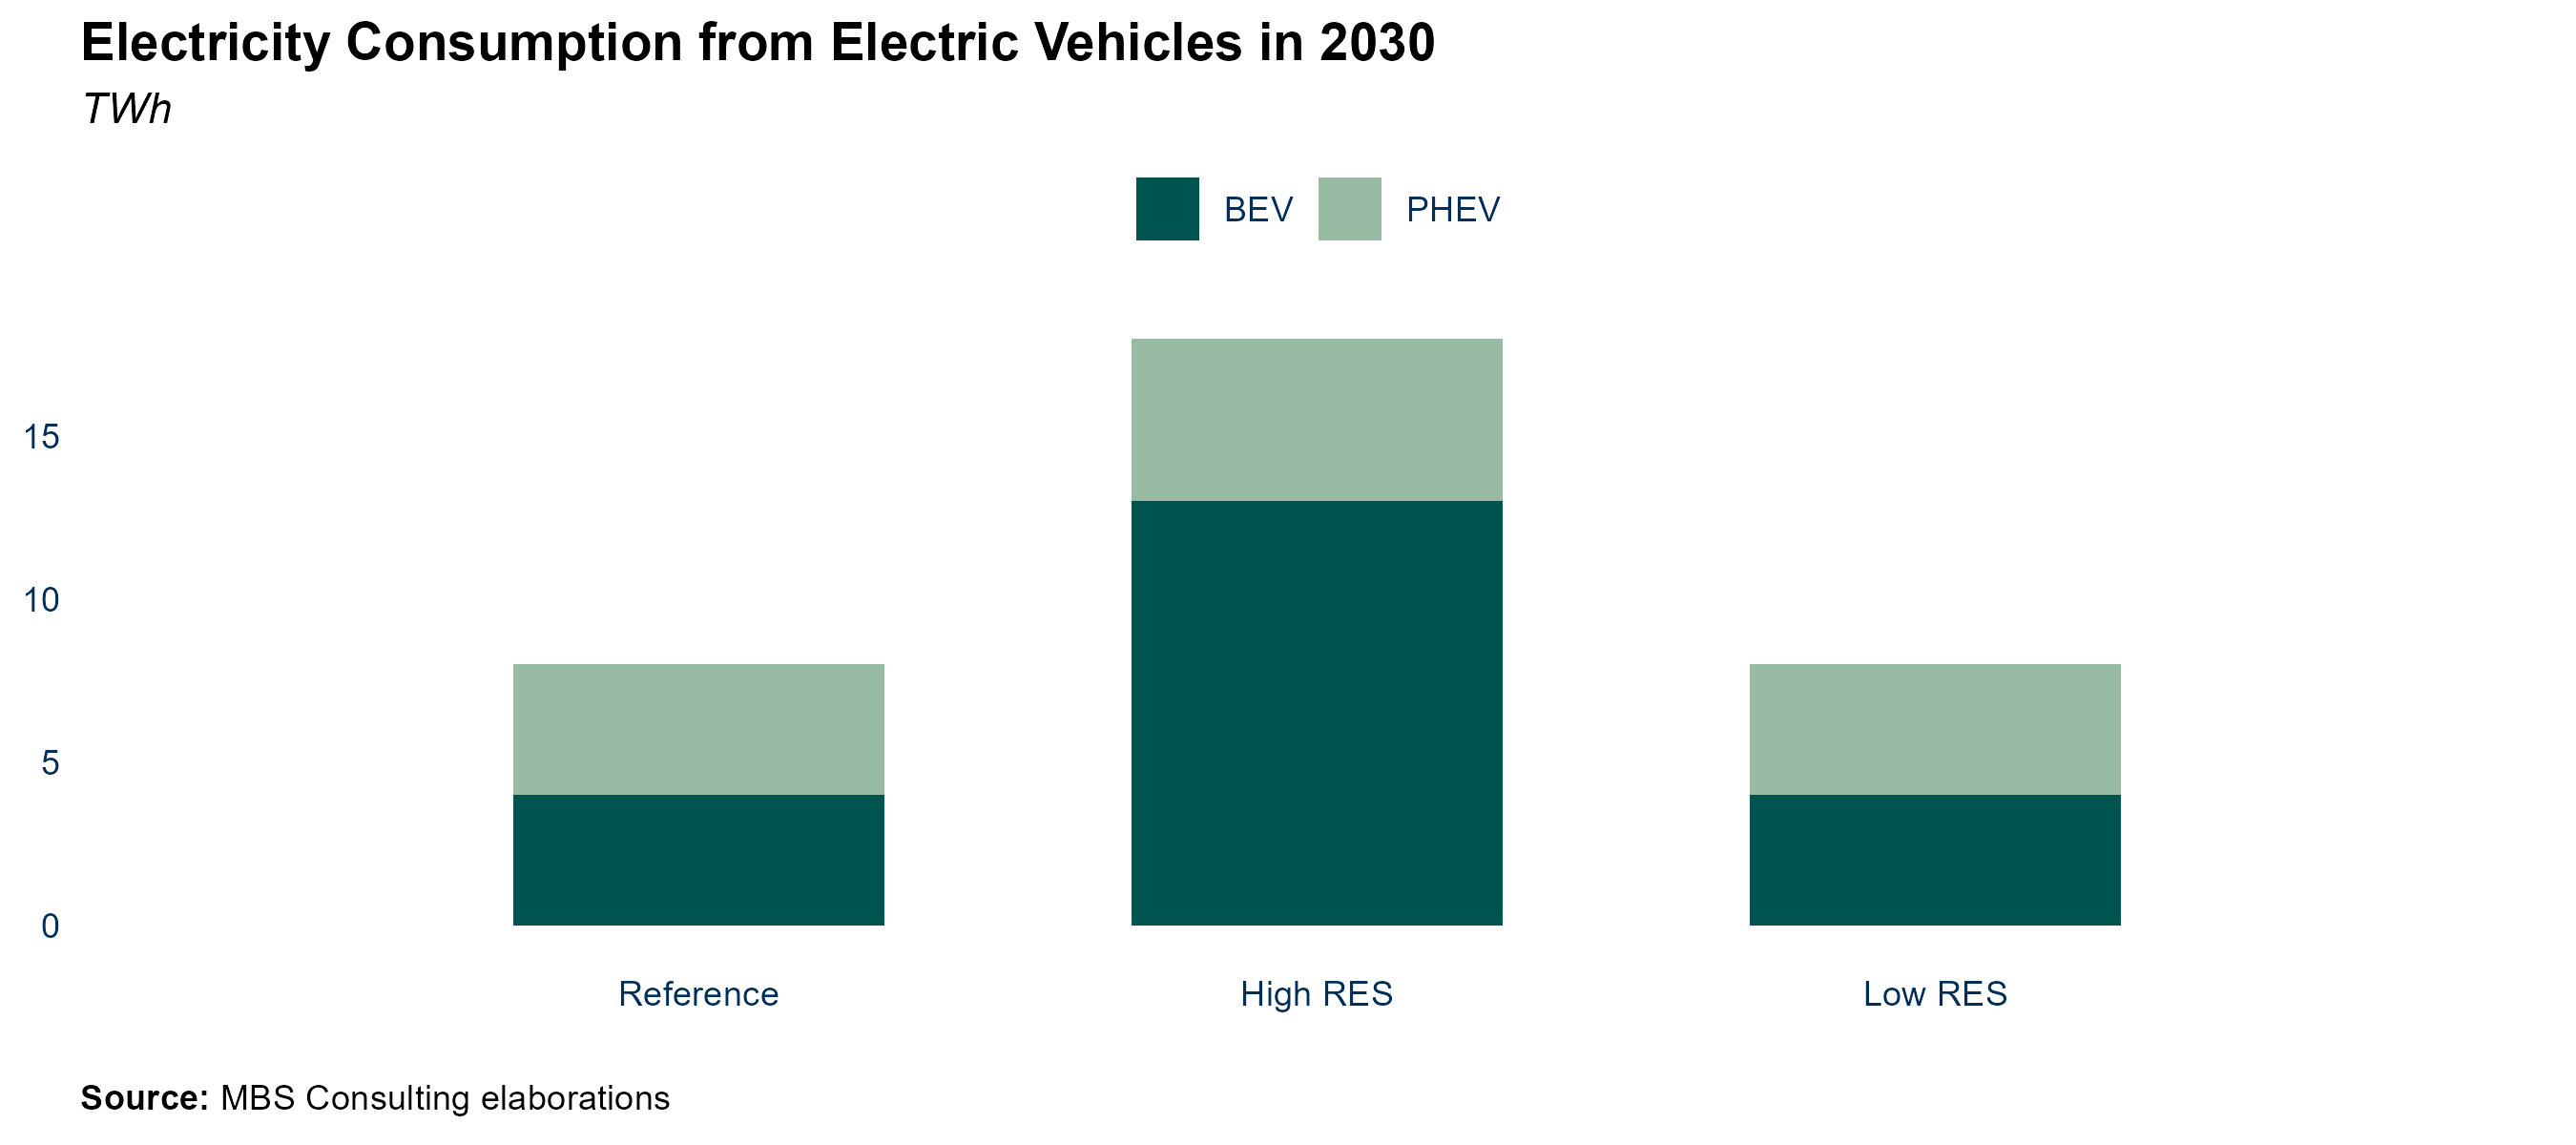 Electricity Consumption from Electric Vehicles in 2030
TWh
BEV PHEV
15
10
5
0
Reference High RES Low RES
Source: MBS Consulting elaborations